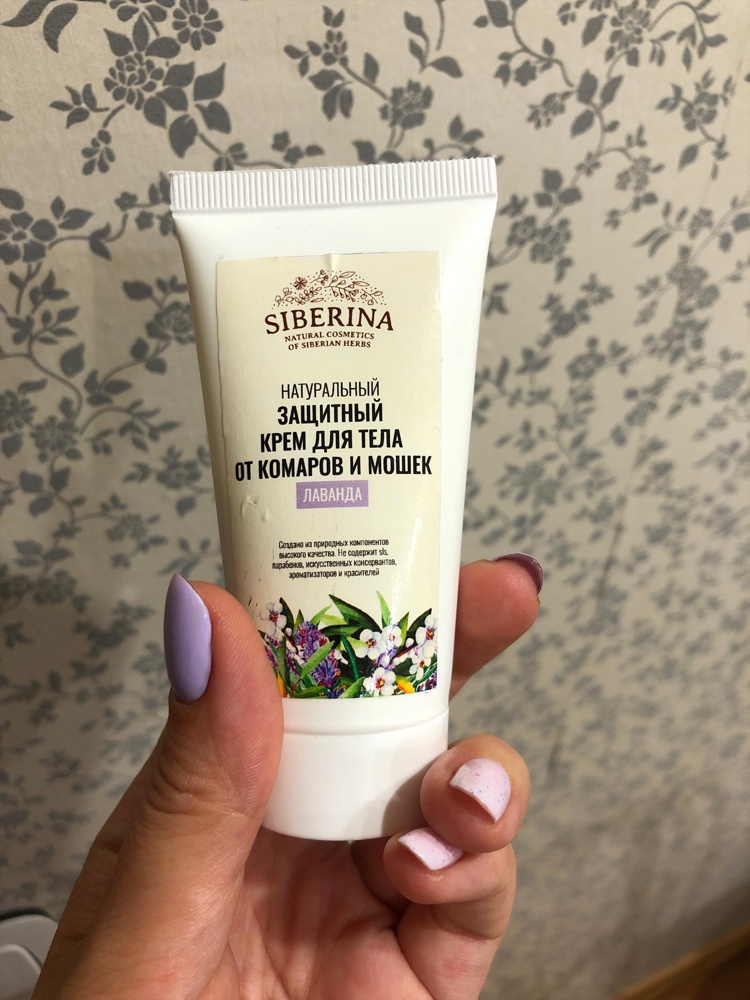 SIBERINA
NATURAL COSMETICS
OF SIBERIAN HERBS
НАТУРАЛЬНЫЙ
ЗАЩИТНЫЙ
КРЕМ ДЛЯ ТЕЛА
ОТ КОМАРОВ И МОШЕК
ЛАВАНДА
Создано из природных компонентов
высокого качества. Не содержит sls,
парабенов, искусственных консервантов,
ароматизаторов и красителей